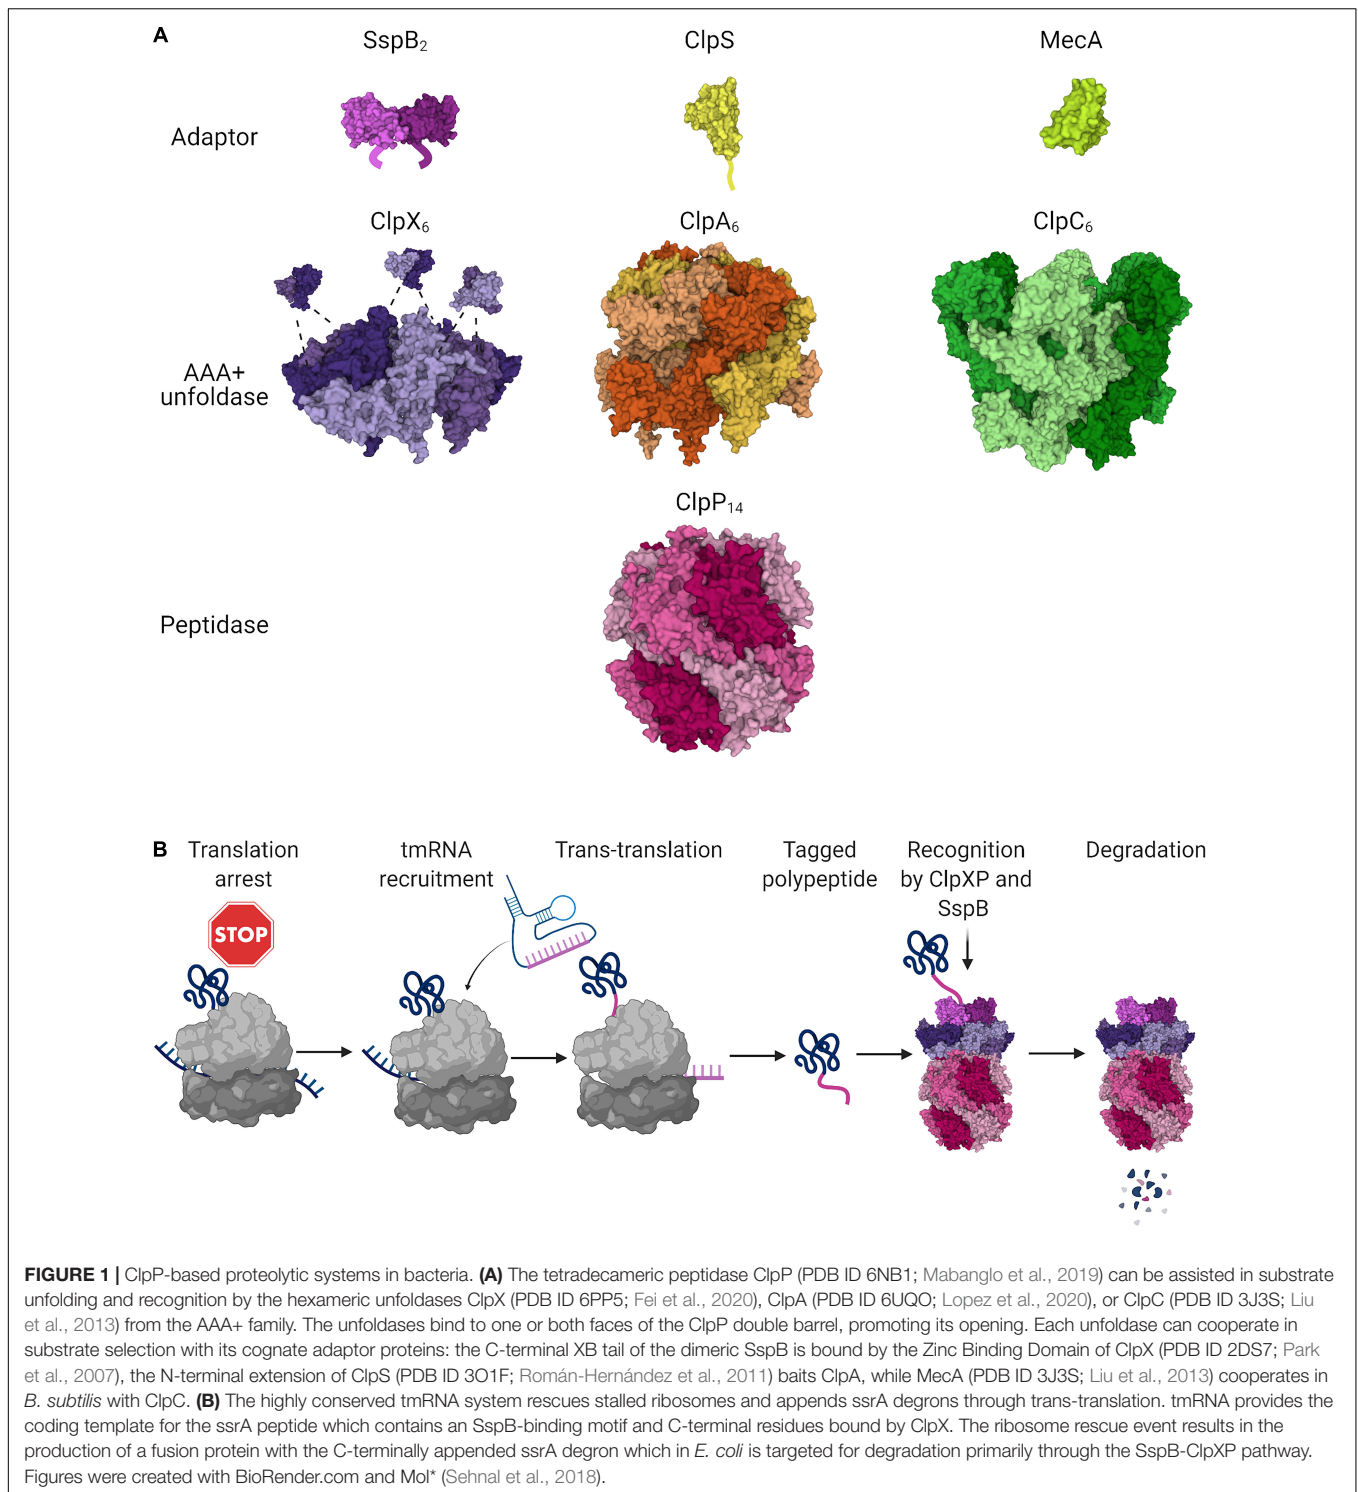 A
SspB₂ ClpS MecA
Adaptor
ClpX₆ ClpA₆ ClpC₆
AAA+
unfoldase
ClpP₁₄
Peptidase
B
Translation
arrest
tmRNA
recruitment
Trans-translation
Tagged
polypeptide
Recognition
by ClpXP and
SspB
Degradation
STOP
FIGURE 1 | ClpP-based proteolytic systems in bacteria. (A) The tetradecameric peptidase ClpP (PDB ID 6NB1; Mabanglo et al., 2019) can be assisted in substrate
unfolding and recognition by the hexameric unfoldases ClpX (PDB ID 6PP5; Fei et al., 2020), ClpA (PDB ID 6UQO; Lopez et al., 2020), or ClpC (PDB ID 3J3S; Liu
et al., 2013) from the AAA+ family. The unfoldases bind to one or both faces of the ClpP double barrel, promoting its opening. Each unfoldase can cooperate in
substrate selection with its cognate adaptor proteins: the C-terminal XB tail of the dimeric SspB is bound by the Zinc Binding Domain of ClpX (PDB ID 2DS7; Park
et al., 2007), the N-terminal extension of ClpS (PDB ID 3O1F; Román-Hernández et al., 2011) baits ClpA, while MecA (PDB ID 3J3S; Liu et al., 2013) cooperates in
B. subtilis with ClpC. (B) The highly conserved tmRNA system rescues stalled ribosomes and appends ssrA degrons through trans-translation. tmRNA provides the
coding template for the ssrA peptide which contains an SspB-binding motif and C-terminal residues bound by ClpX. The ribosome rescue event results in the
production of a fusion protein with the C-terminally appended ssrA degron which in E. coli is targeted for degradation primarily through the SspB-ClpXP pathway.
Figures were created with BioRender.com and Mol* (Sehnal et al., 2018).